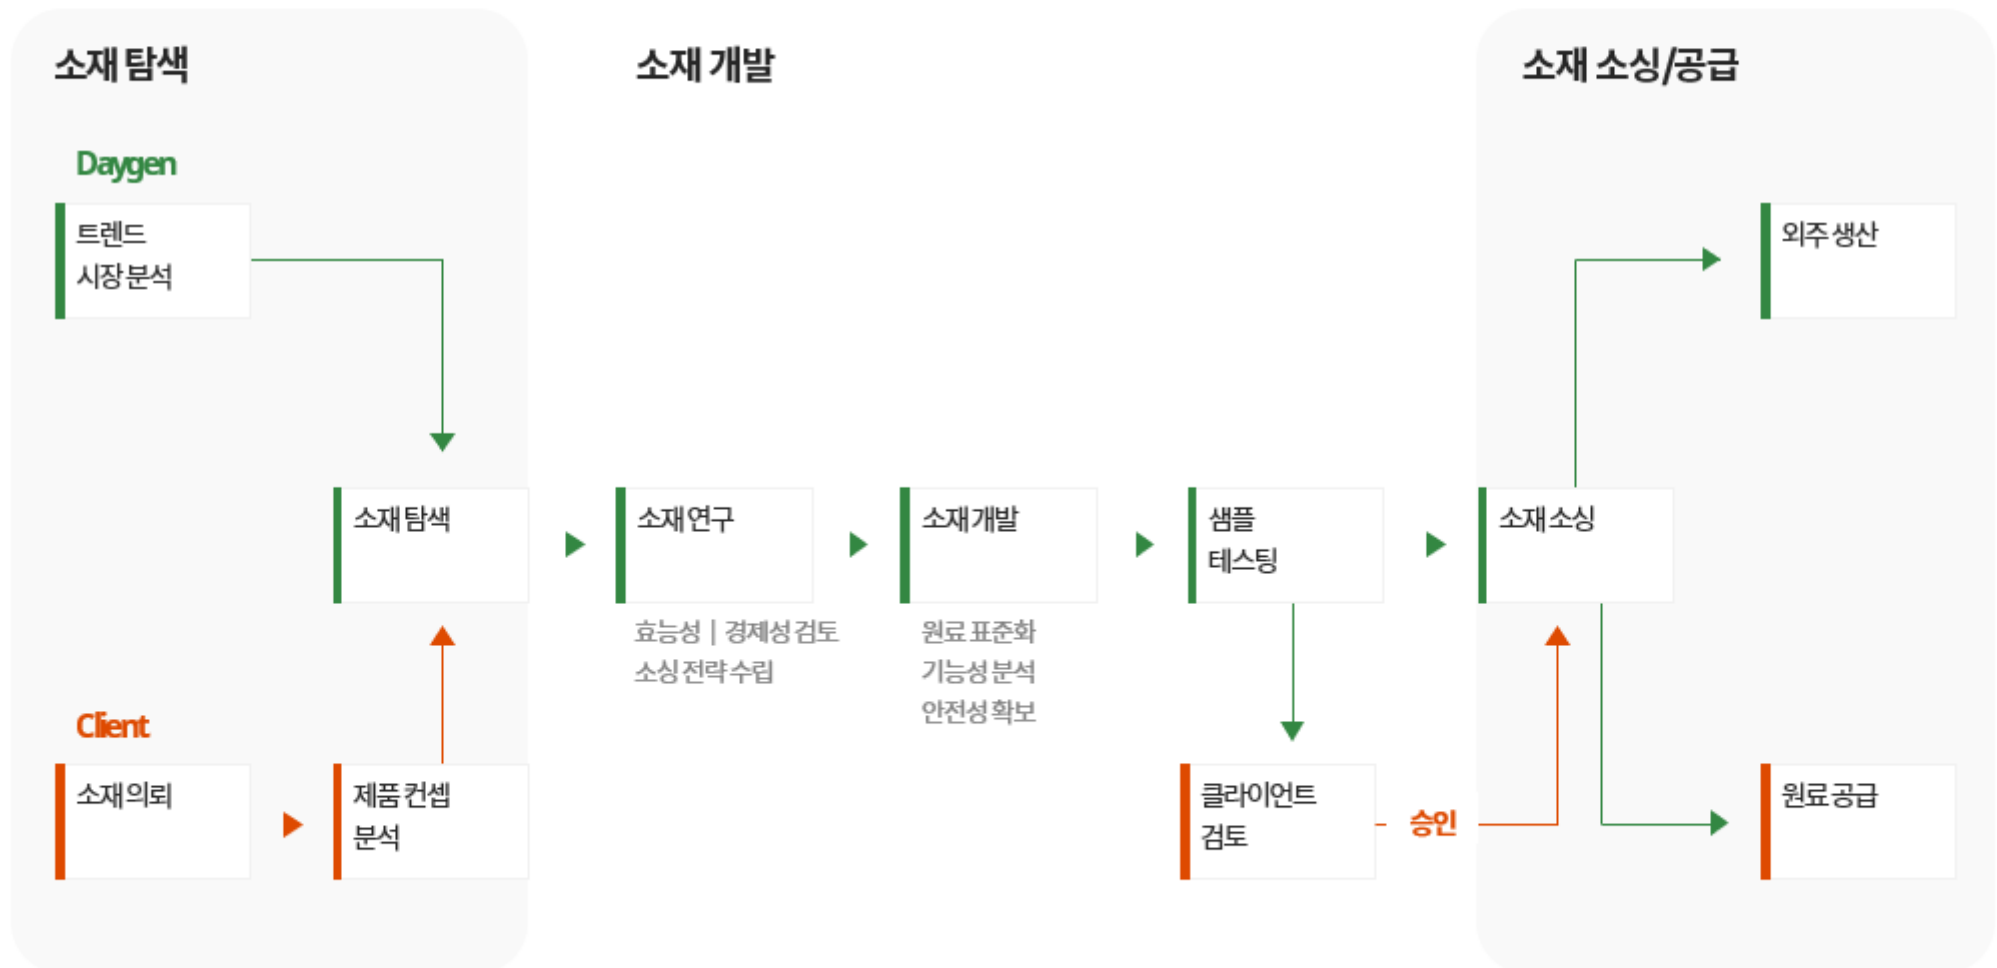 소재 탐색
소재 개발
소재 소싱/공급
Daygen
트렌드
시장 분석
외주 생산
소재 탐색
소재 연구
소재 개발
샘플
테스팅
소재 소싱
효능성 | 경제성 검토
소싱 전략 수립
원료 표준화
기능성 분석
안전성 확보
Client
소재 의뢰
제품 컨셉
분석
클라이언트
검토
승인
원료 공급